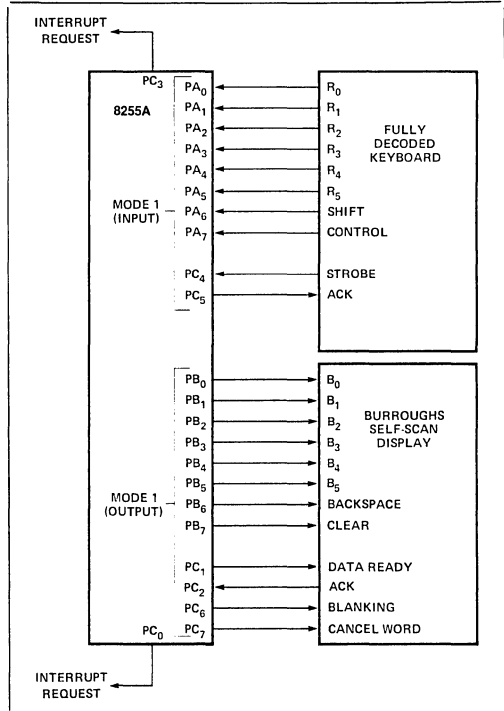 INTERRUPT
REQUEST
PC3
8255A
MODE 1
(INPUT)
PA0
PA1
PA2
PA3
PA4
PA5
PA6
PA7
PC4
PC5
R0
R1
R2
R3
R4
R5
SHIFT
CONTROL
STROBE
ACK
FULLY
DECODED
KEYBOARD
MODE 1
(OUTPUT)
PB0
PB1
PB2
PB3
PB4
PB5
PB6
PB7
PC1
PC2
PC6
PC7
PC0
B0
B1
B2
B3
B4
B5
BACKSPACE
CLEAR
DATA READY
ACK
BLANKING
CANCEL WORD
BURROUGHS
SELF-SCAN
DISPLAY
INTERRUPT
REQUEST